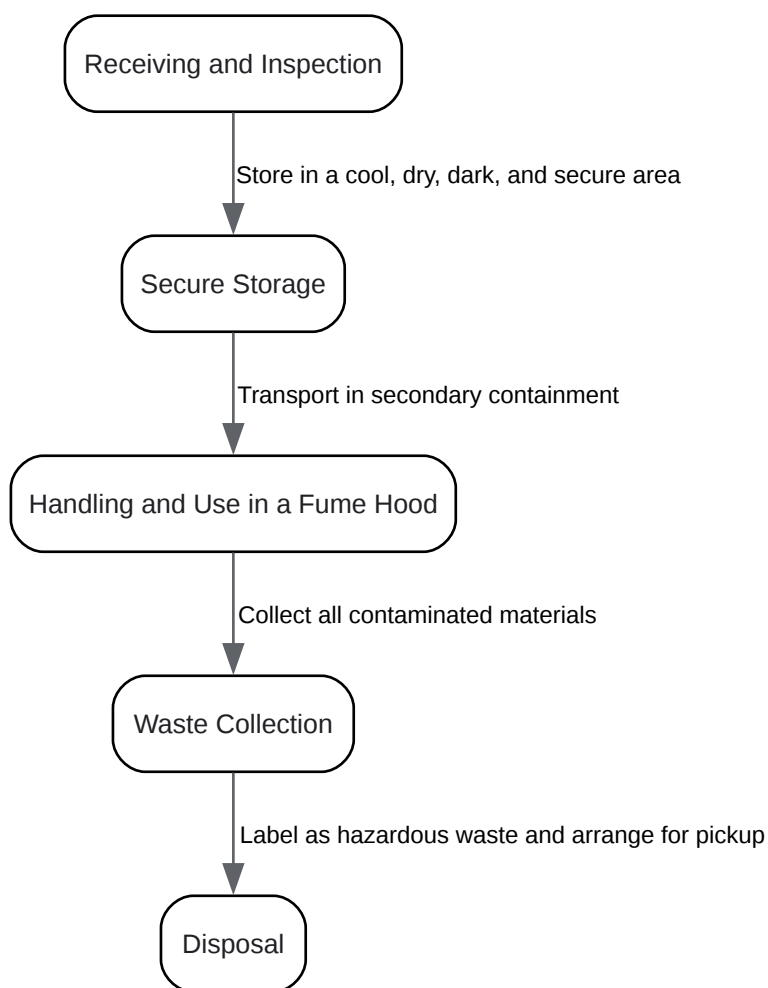 Receiving and Inspection
Store in a cool, dry, dark, and secure area
Secure Storage
Transport in secondary containment
Handling and Use in a Fume Hood
Collect all contaminated materials
Waste Collection
Label as hazardous waste and arrange for pickup
Disposal